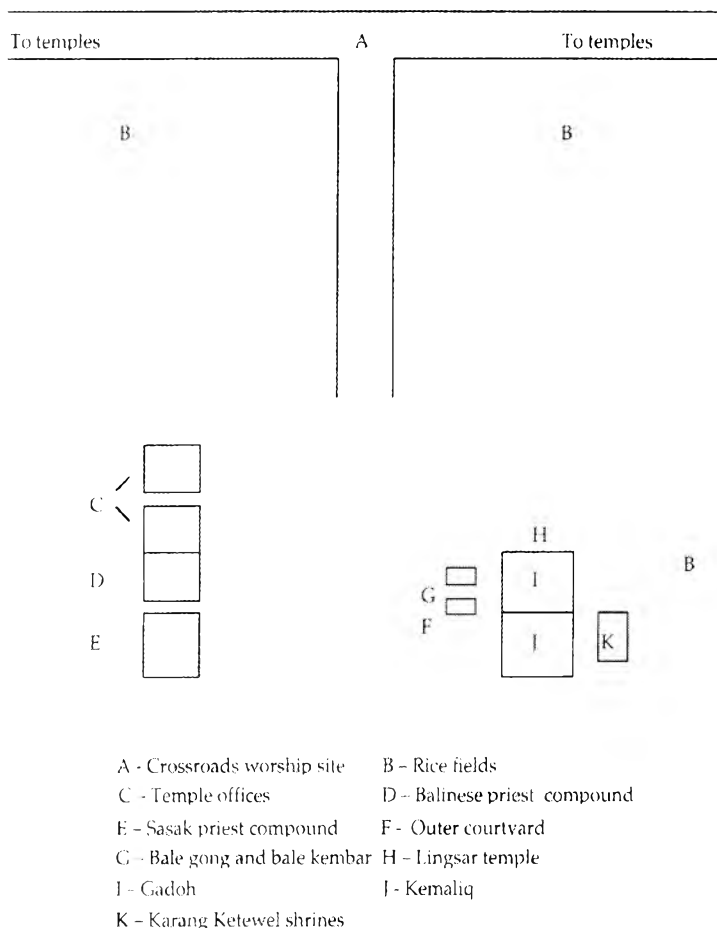 To temples A To temples
B B
C
H
B
I
D
G
F
E
J
K
A - Crossroads worship site B – Rice fields
C - Temple offices D – Balinese priest compound
E – Sasak priest compound F - Outer courtyard
G – Bale gong and bale kembar H – Lingsar temple
I - Gadoh J - Kemaliq
K – Karang Ketewel shrines